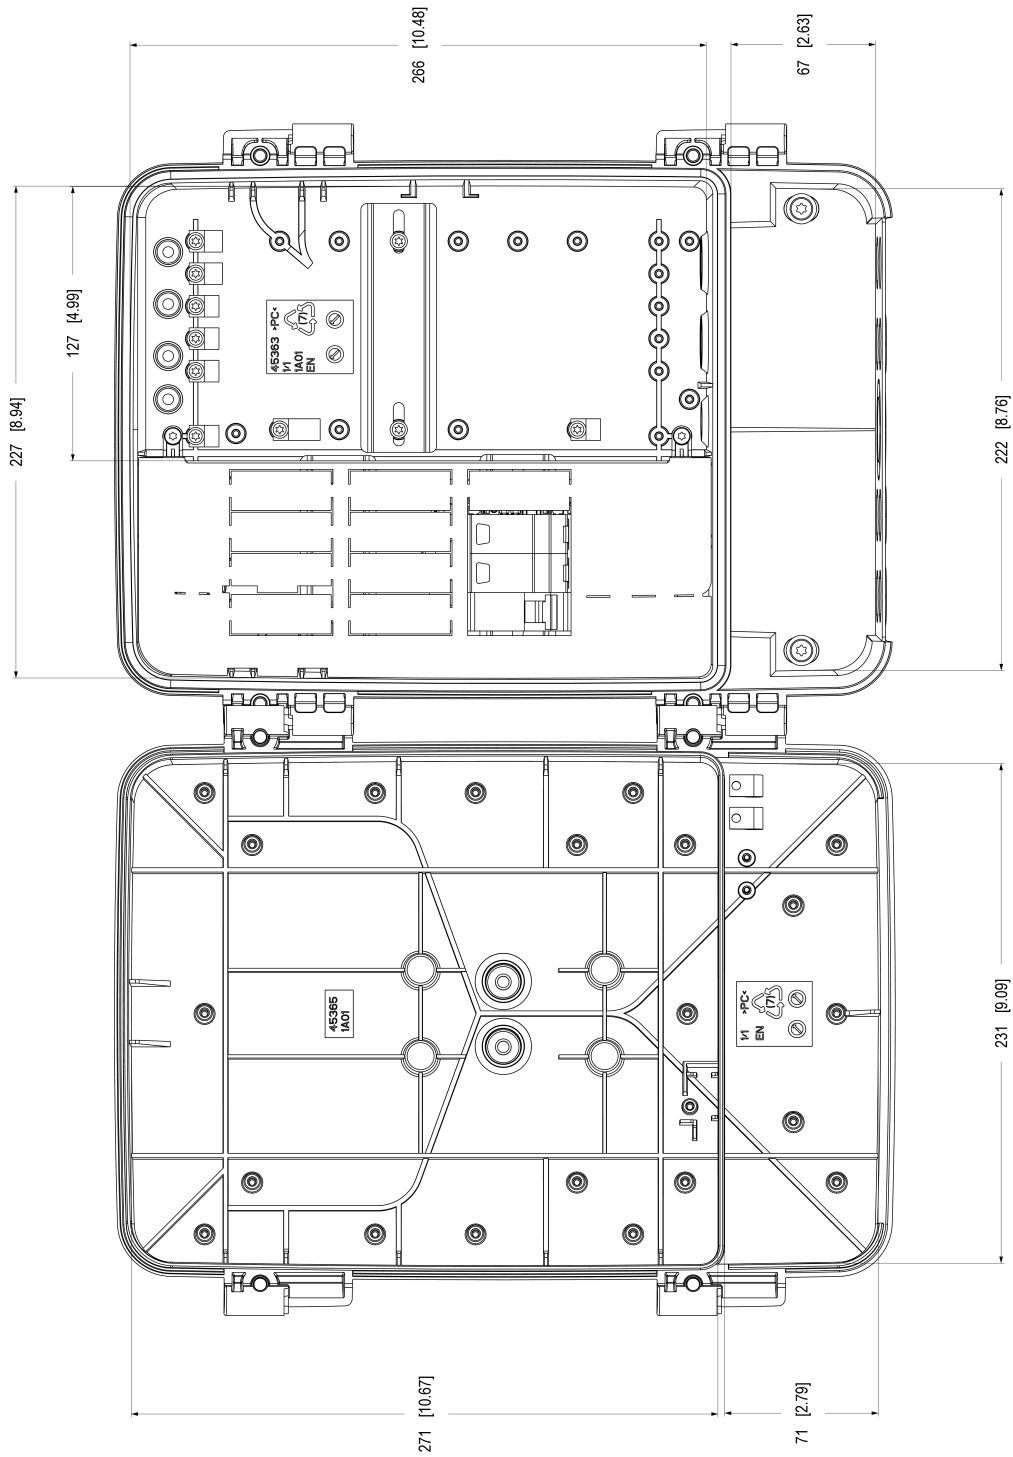 266 [10.48]
67 [2.63]
127 [4.99]
227 [8.94]
222 [8.76]
45363 >PC<
1/1
1A01
EN
(7)
45365
1A01
1/1 >PC<
EN
(7)
231 [9.09]
271 [10.67]
71 [2.79]